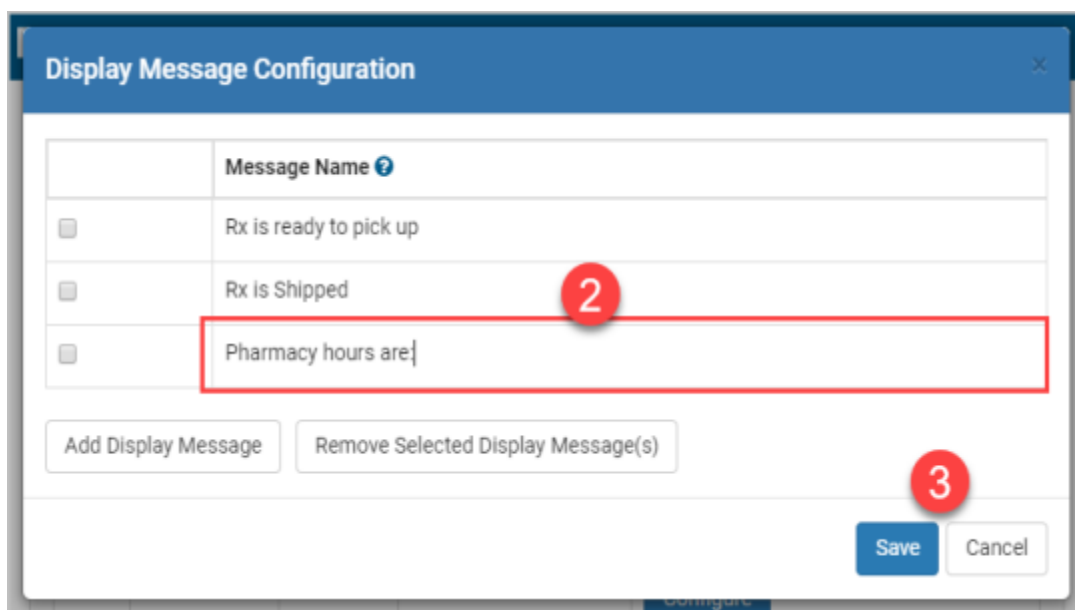 Display Message Configuration
×
Message Name ?
Rx is ready to pick up
Rx is Shipped
2
Pharmacy hours are:
Add Display Message
Remove Selected Display Message(s)
3
Save
Cancel
Configure